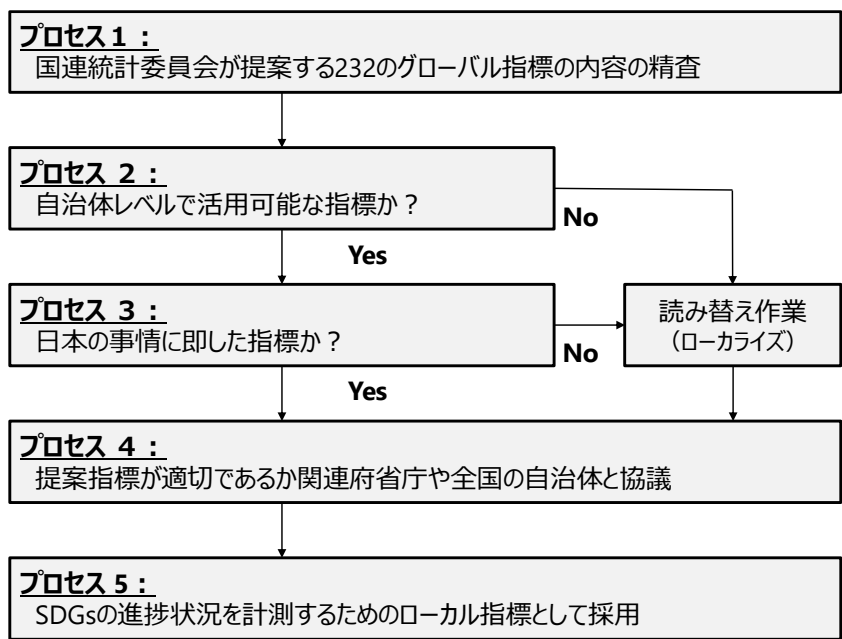 プロセス１：
国連統計委員会が提案する232のグローバル指標の内容の精査
プロセス ２：
自治体レベルで活用可能な指標か？
No
Yes
プロセス ３：
日本の事情に即した指標か？
No
読み替え作業
（ローカライズ）
Yes
プロセス ４：
提案指標が適切であるか関連府省庁や全国の自治体と協議
プロセス 5：
SDGsの進捗状況を計測するためのローカル指標として採用